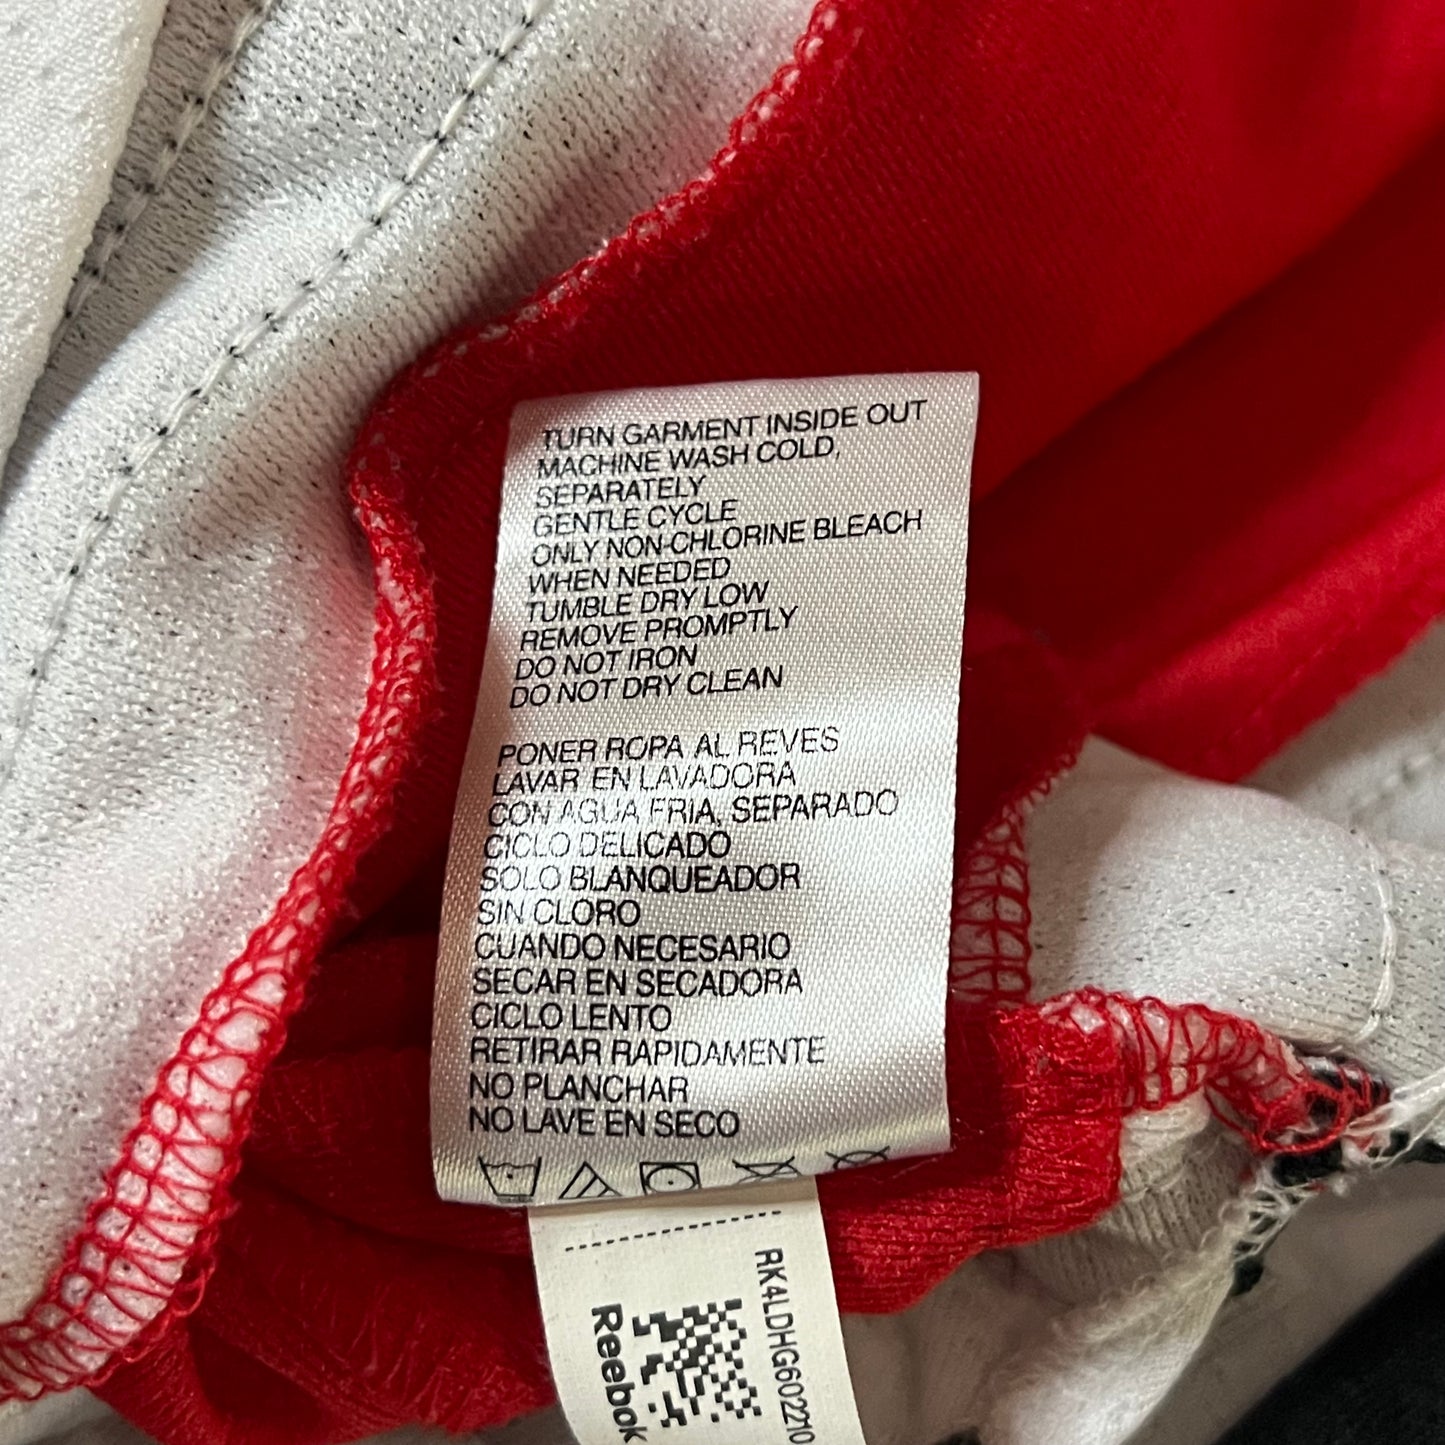 TURN GARMENT INSIDE OUT
MACHINE WASH COLD,
SEPARATELY
GENTLE CYCLE
ONLY NON-CHLORINE BLEACH
WHEN NEEDED
TUMBLE DRY LOW
REMOVE PROMPTLY
DO NOT IRON
DO NOT DRY CLEAN
PONER ROPA AL REVES
LAVAR EN LAVADORA
CON AGUA FRIA, SEPARADO
CICLO DELICADO
SOLO BLANQUEADOR
SIN CLORO
CUANDO NECESARIO
SECAR EN SECADORA
CICLO LENTO
RETIRAR RAPIDAMENTE
NO PLANCHAR
NO LAVE EN SECO
RK4LDHG602210
Reebok